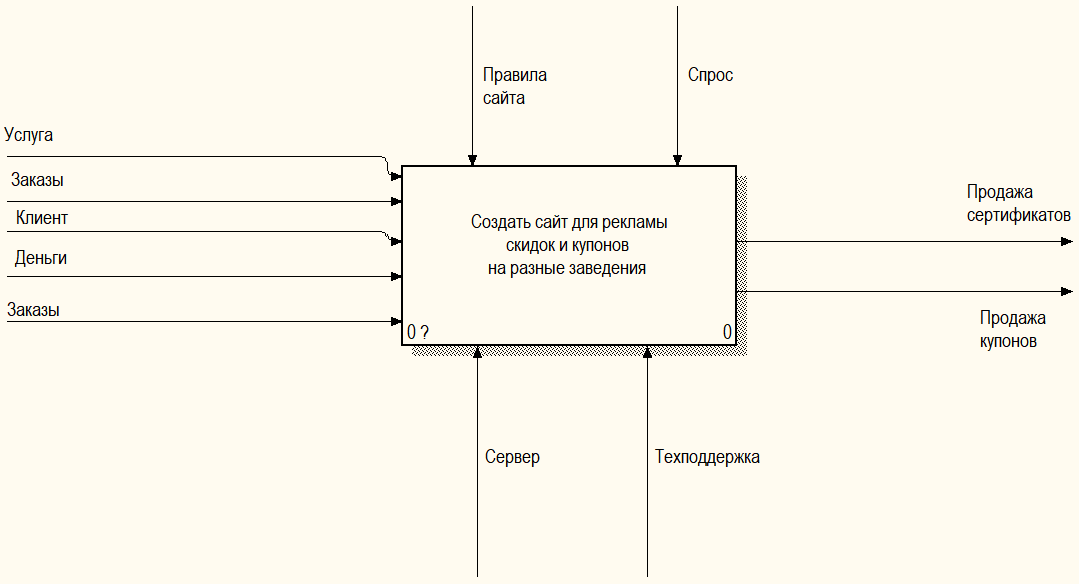 Правила
сайта
Спрос
Услуга
Заказы
Клиент
Деньги
Заказы
Создать сайт для рекламы
скидок и купонов
на разные заведения
0 ?
0
Продажа
сертификатов
Продажа
купонов
Сервер
Техподдержка